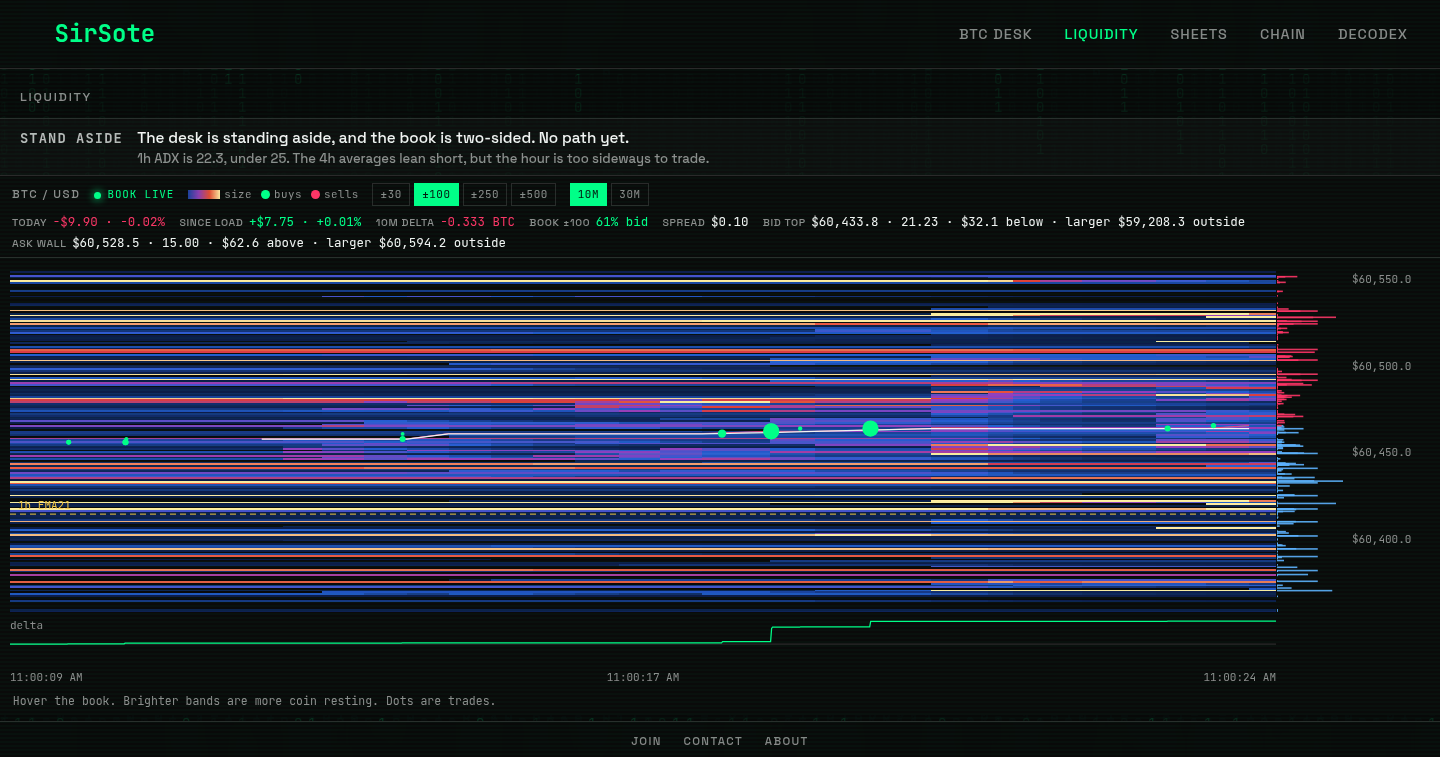 SirSote
BTC DESK LIQUIDITY SHEETS CHAIN DECODEX
LIQUIDITY
STAND ASIDE The desk is standing aside, and the book is two-sided. No path yet.
1h ADX is 22.3, under 25. The 4h averages lean short, but the hour is too sideways to trade.
BTC / USD BOOK LIVE size buys sells ±30 ±100 ±250 ±500 10M 30M
TODAY -$9.90 · -0.02% SINCE LOAD +$7.75 · +0.01% 10M DELTA -0.333 BTC BOOK ±100 61% bid SPREAD $0.10 BID TOP $60,433.8 · 21.23 · $32.1 below · larger $59,208.3 outside
ASK WALL $60,528.5 · 15.00 · $62.6 above · larger $60,594.2 outside
$60,550.0
$60,500.0
$60,450.0
1h EMA21
$60,400.0
delta
11:00:09 AM 11:00:17 AM 11:00:24 AM
Hover the book. Brighter bands are more coin resting. Dots are trades.
JOIN CONTACT ABOUT